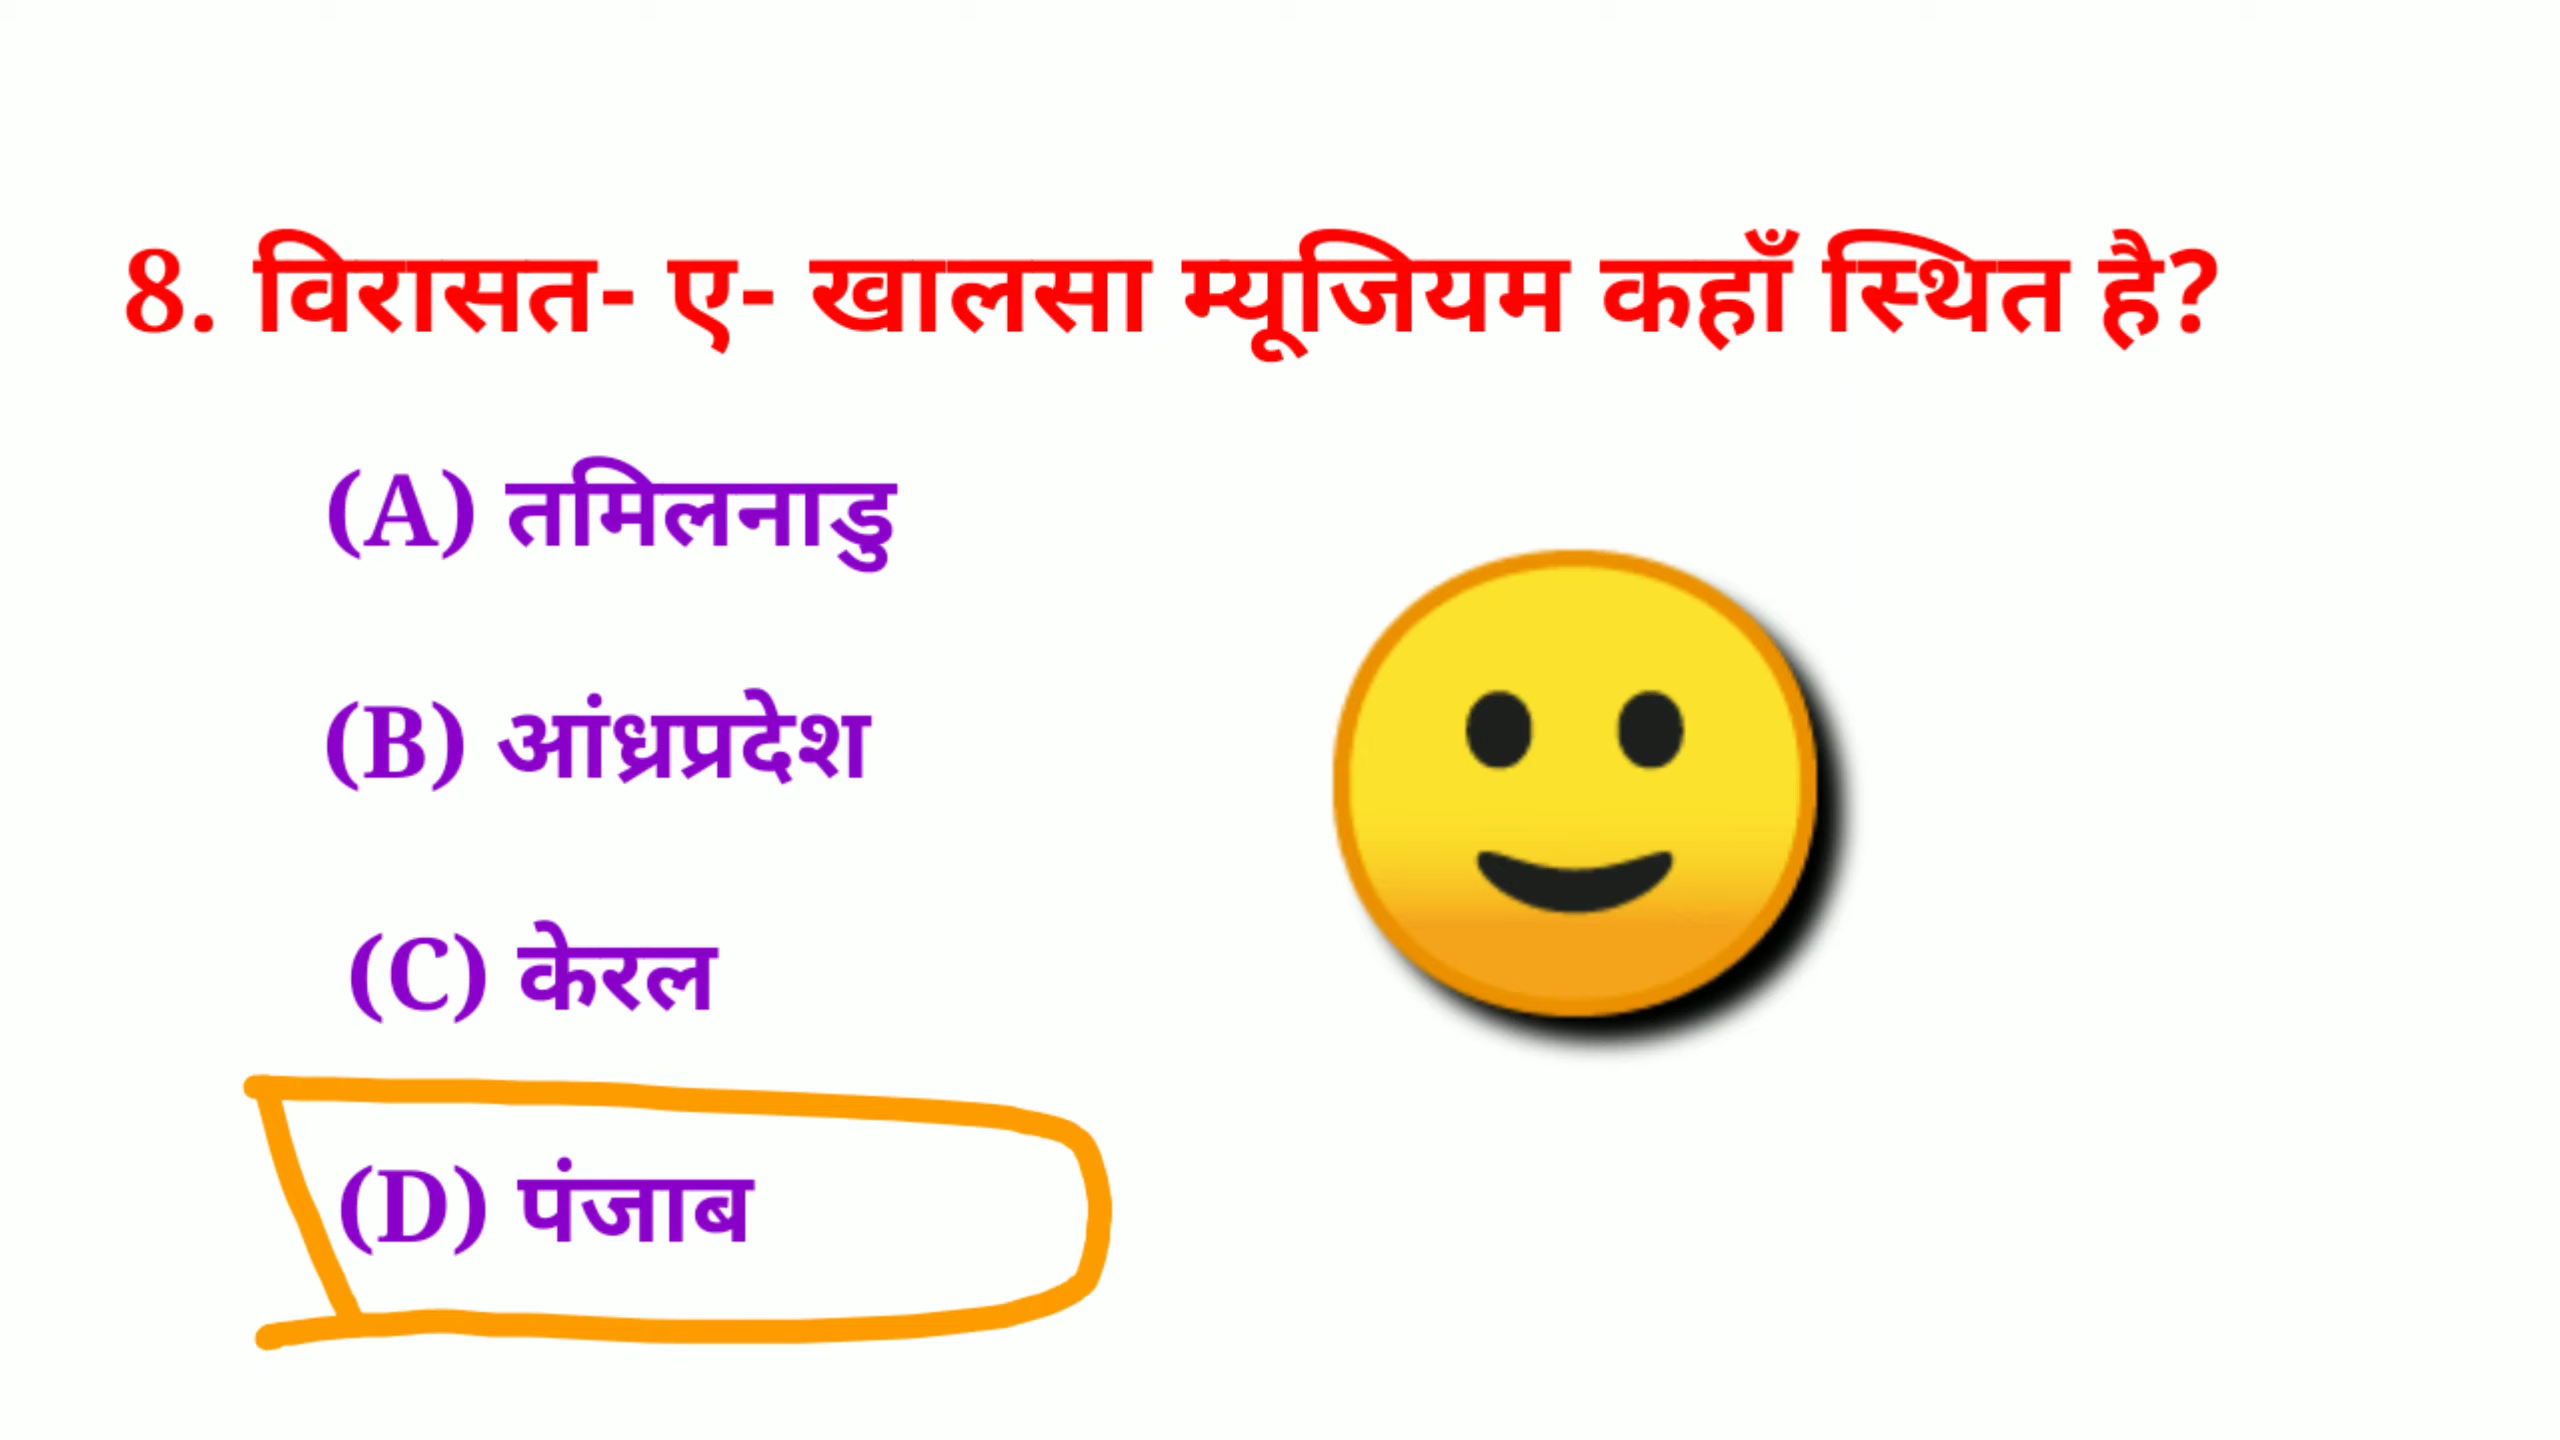 8. विरासत- ए- खालसा म्यूजियम कहाँ स्थित है?
(A) तमिलनाडु
(B) आंध्रप्रदेश
(C) केरल
(D) पंजाब